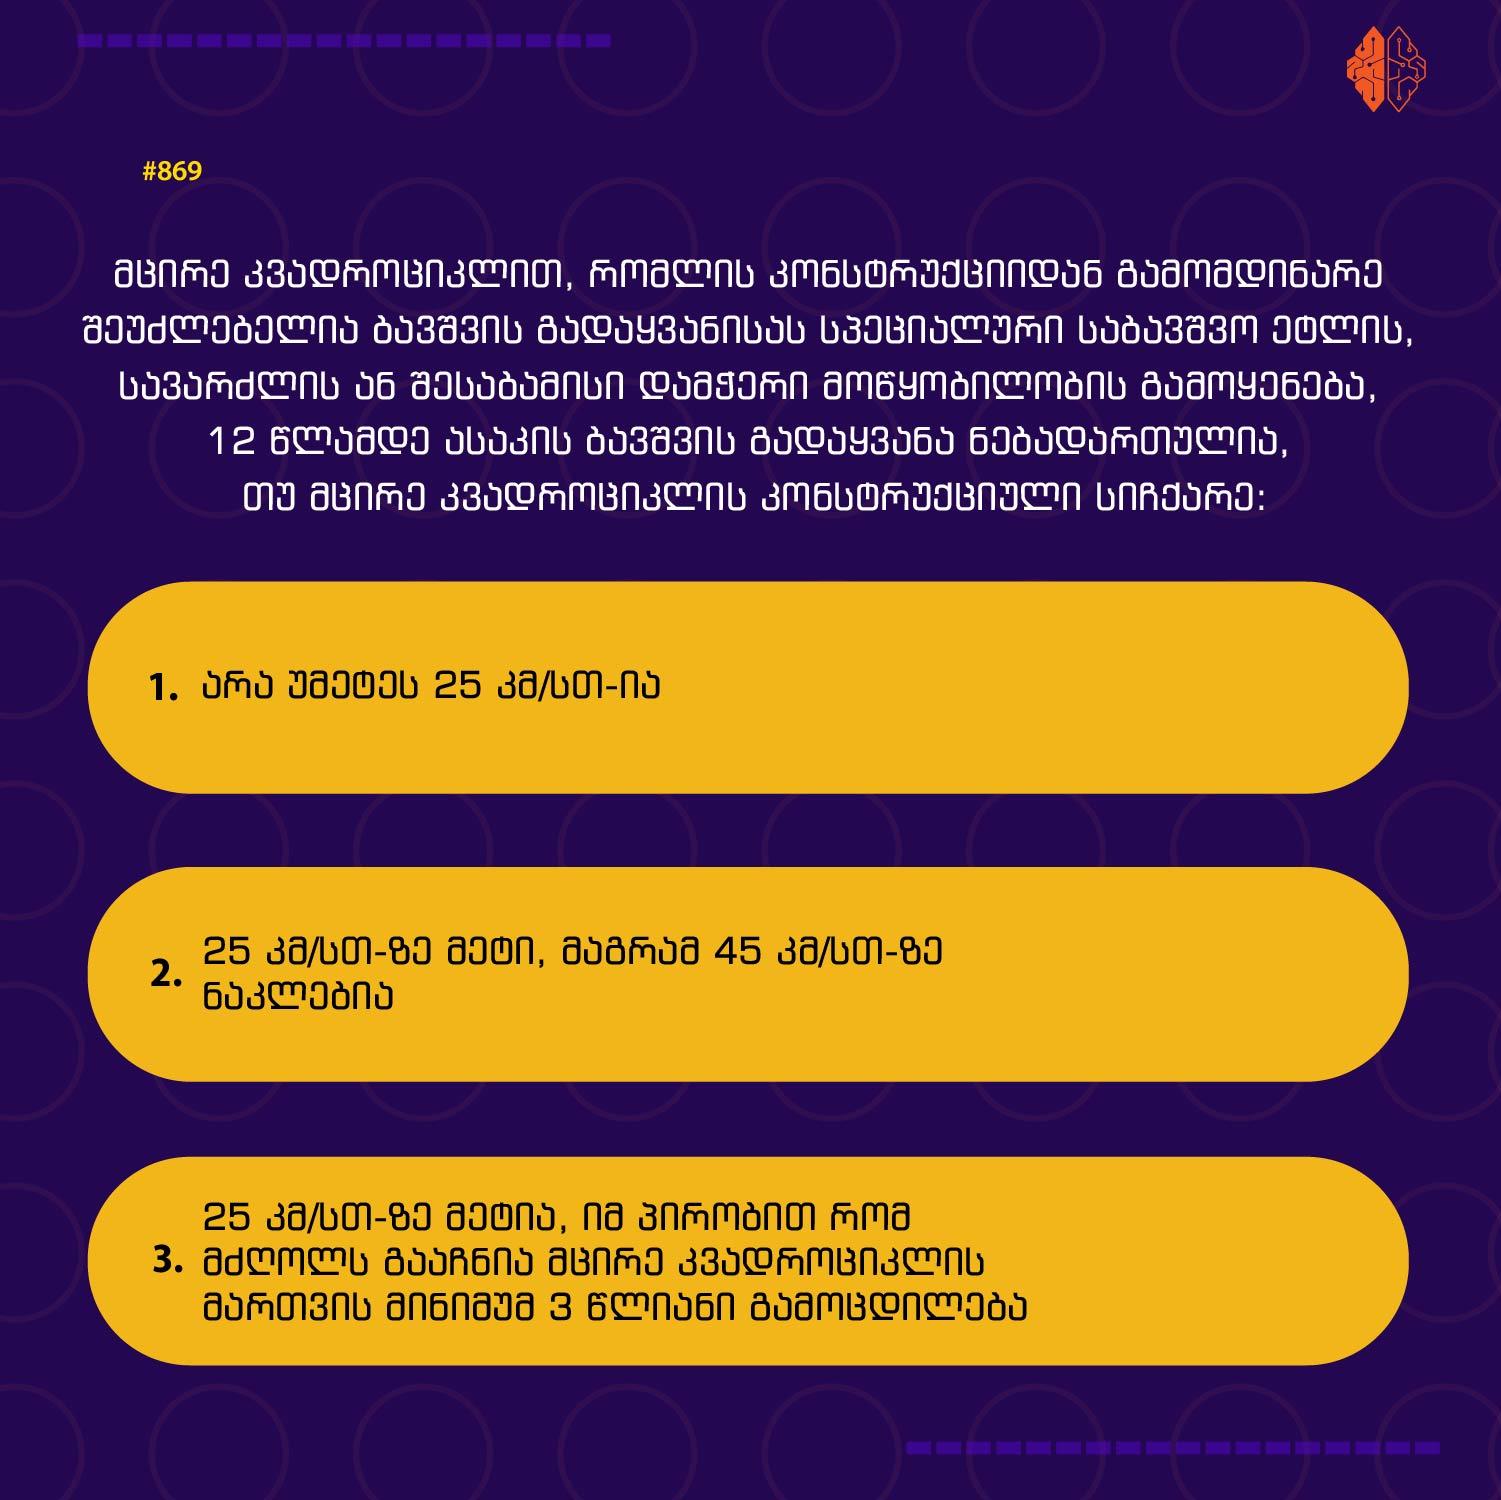 #869
მცირე კვადროციკლით, რომლის კონსტრუქციიდან გამომდინარე
შეუძლებელია ბავშვის გადაყვანისას სპეციალური საბავშვო ეტლის,
სავარძლის ან შესაბამისი დამჭერი მოწყობილობის გამოყენება,
12 წლამდე ასაკის ბავშვის გადაყვანა ნებადართულია,
თუ მცირე კვადროციკლის კონსტრუქციული სიჩქარე:
1. არა უმეტეს 25 კმ/სთ-ია
2. 25 კმ/სთ-ზე მეტი, მაგრამ 45 კმ/სთ-ზე
ნაკლებია
3. 25 კმ/სთ-ზე მეტია, იმ პირობით რომ
მძღოლს გააჩნია მცირე კვადროციკლის
მართვის მინიმუმ 3 წლიანი გამოცდილება